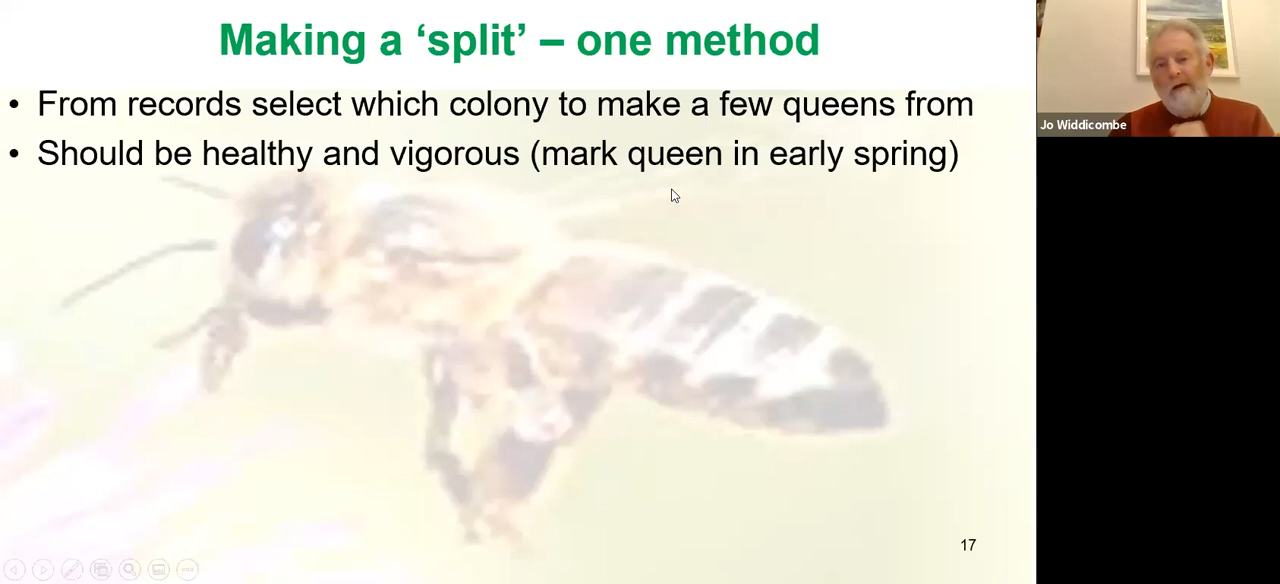 Making a ‘split’ – one method
• From records select which colony to make a few queens from
• Should be healthy and vigorous (mark queen in early spring)
17
Jo Widdicombe